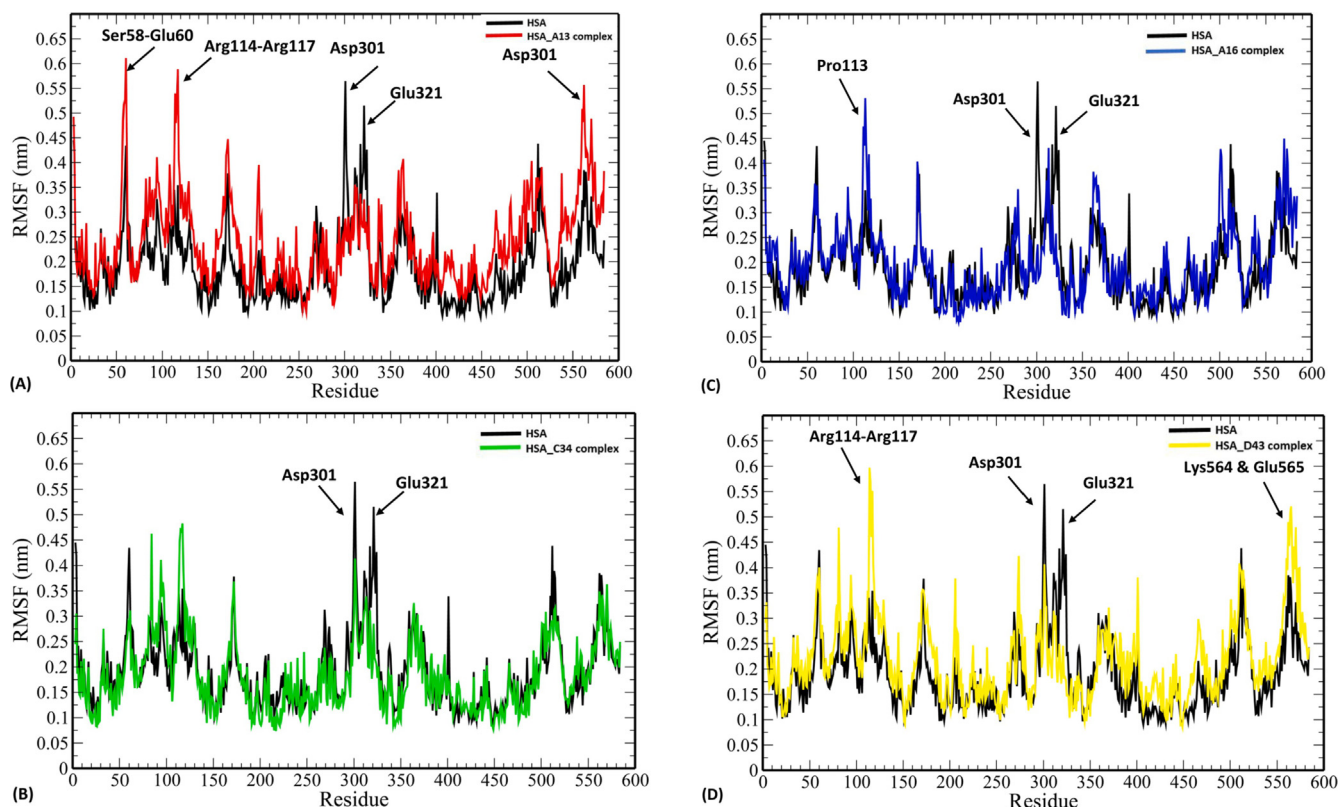 HSA
HSA_A13 complex
Ser58-Glu60
Arg114-Arg117
Asp301
Glu321
Asp301
RMSF (nm)
0.65
0.6
0.55
0.5
0.45
0.4
0.35
0.3
0.25
0.2
0.15
0.1
0.05
0
0 50 100 150 200 250 300 350 400 450 500 550 600
Residue
(A)
HSA
HSA_A16 complex
Pro113
Asp301
Glu321
RMSF (nm)
0.65
0.6
0.55
0.5
0.45
0.4
0.35
0.3
0.25
0.2
0.15
0.1
0.05
0
0 50 100 150 200 250 300 350 400 450 500 550 600
Residue
(C)
HSA
HSA_C34 complex
Asp301
Glu321
RMSF (nm)
0.65
0.6
0.55
0.5
0.45
0.4
0.35
0.3
0.25
0.2
0.15
0.1
0.05
0
0 50 100 150 200 250 300 350 400 450 500 550 600
Residue
(B)
HSA
HSA_D43 complex
Arg114-Arg117
Asp301
Glu321
Lys564 & Glu565
RMSF (nm)
0.65
0.6
0.55
0.5
0.45
0.4
0.35
0.3
0.25
0.2
0.15
0.1
0.05
0
0 50 100 150 200 250 300 350 400 450 500 550 600
Residue
(D)